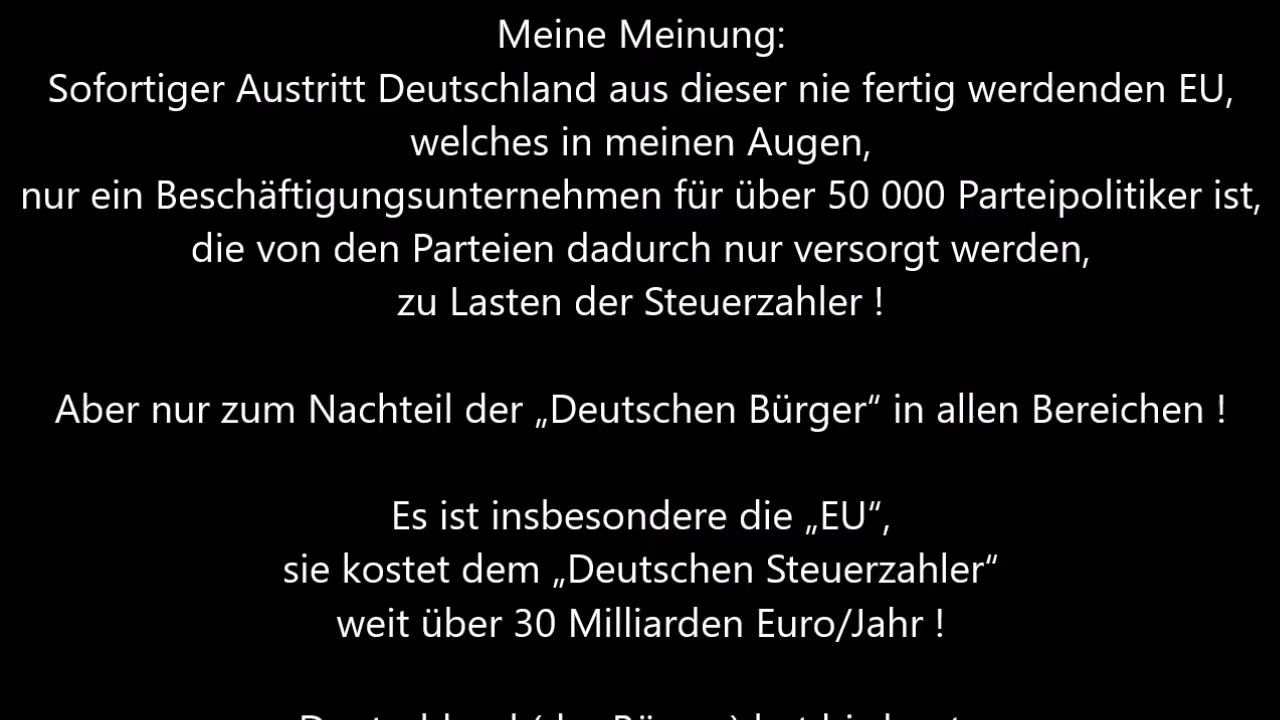 Meine Meinung:
Sofortiger Austritt Deutschland aus dieser nie fertig werdenden EU,
welches in meinen Augen,
nur ein Beschäftigungsunternehmen für über 50 000 Parteipolitiker ist,
die von den Parteien dadurch nur versorgt werden,
zu Lasten der Steuerzahler !
Aber nur zum Nachteil der „Deutschen Bürger“ in allen Bereichen !
Es ist insbesondere die „EU“,
sie kostet dem „Deutschen Steuerzahler“
weit über 30 Milliarden Euro/Jahr !